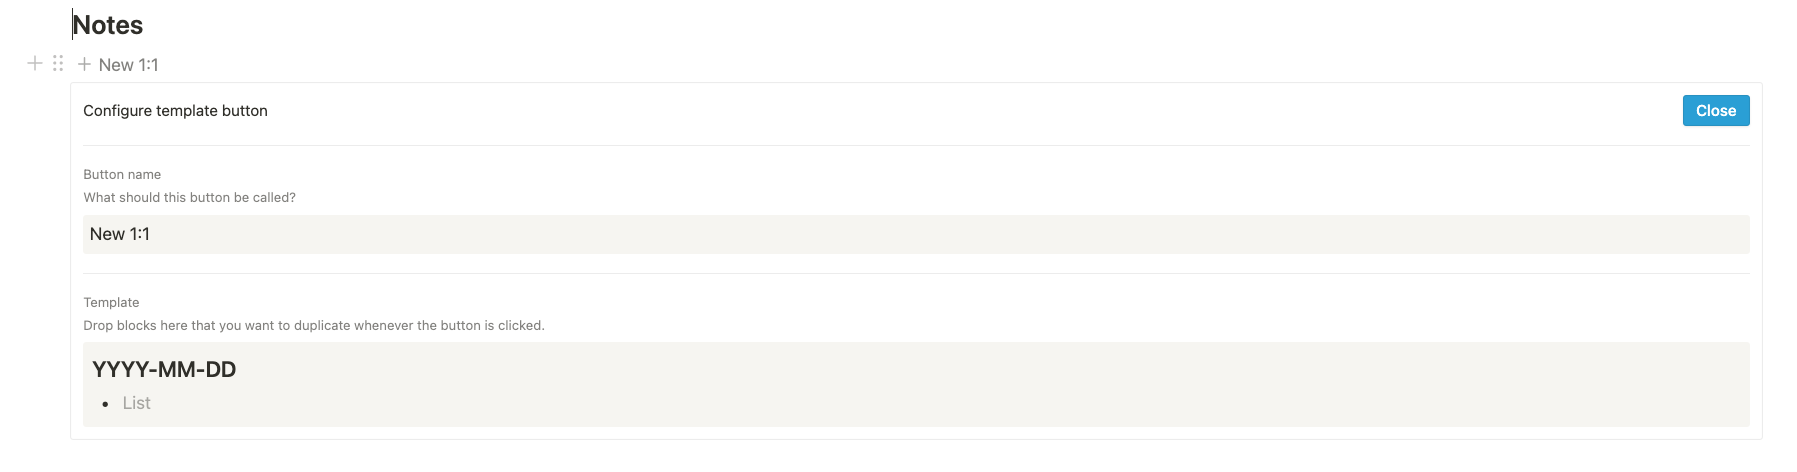 Notes
New 1:1
Configure template button
Close
Button name
What should this button be called?
New 1:1
Template
Drop blocks here that you want to duplicate whenever the button is clicked.
YYYY-MM-DD
• List